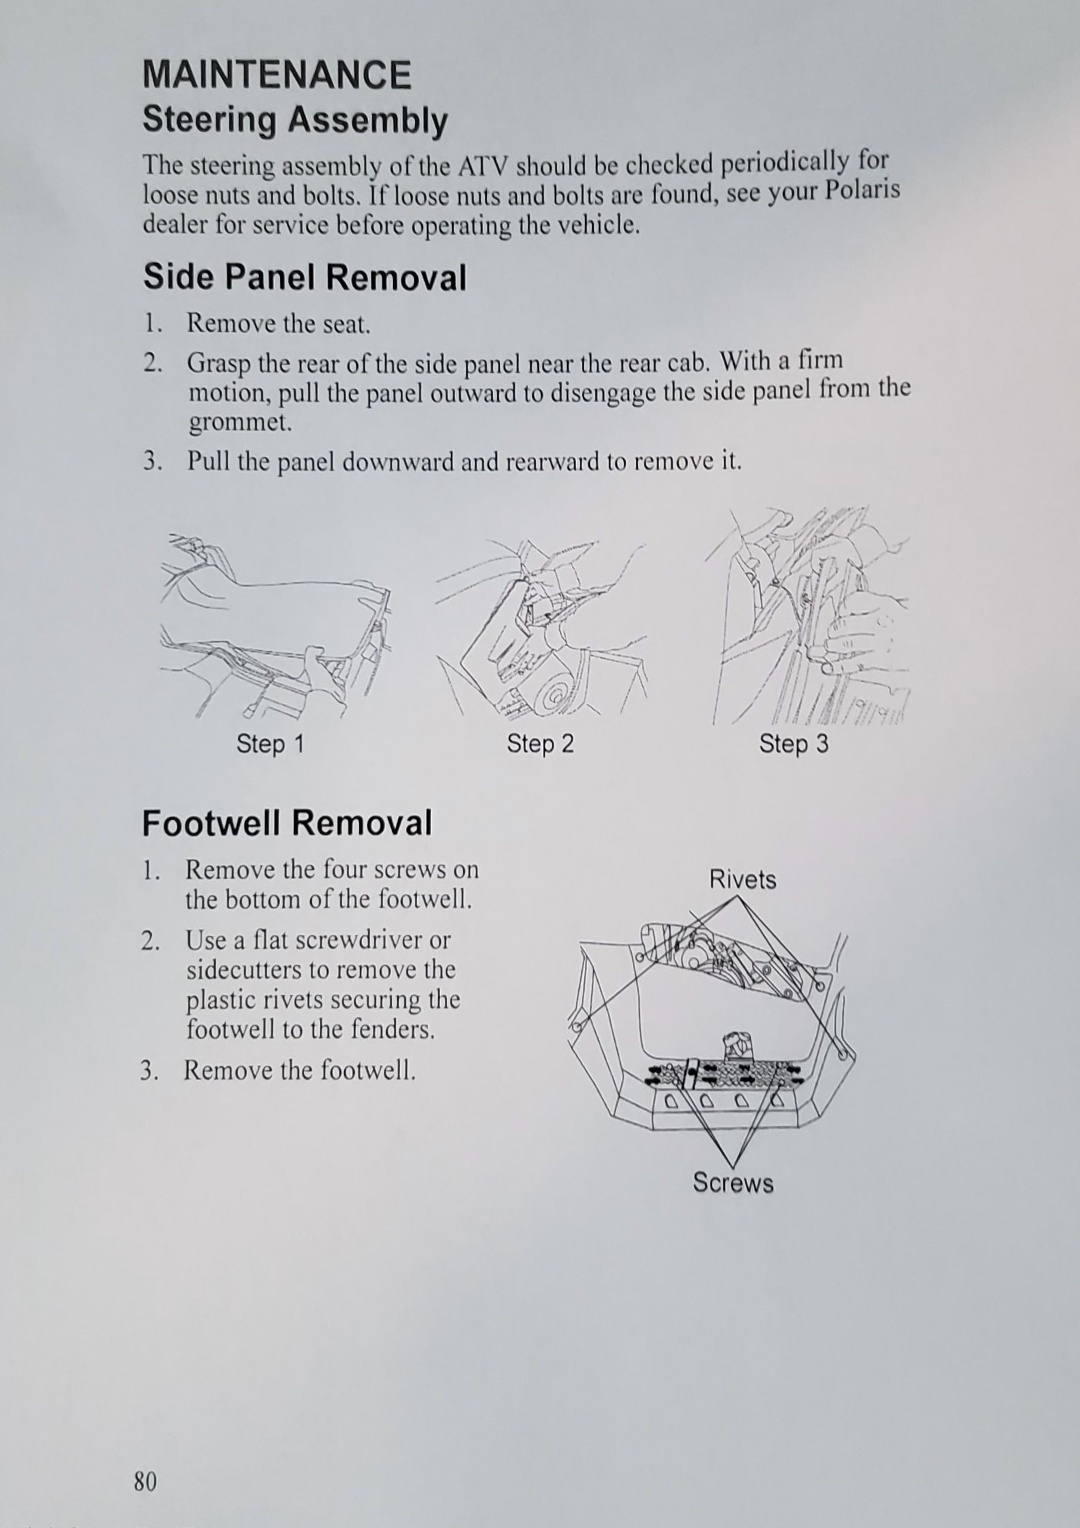 MAINTENANCE
Steering Assembly
The steering assembly of the ATV should be checked periodically for
loose nuts and bolts. If loose nuts and bolts are found, see your Polaris
dealer for service before operating the vehicle.
Side Panel Removal
1. Remove the seat.
2. Grasp the rear of the side panel near the rear cab. With a firm
motion, pull the panel outward to disengage the side panel from the
grommet.
3. Pull the panel downward and rearward to remove it.
Step 1
Step 2
Step 3
Footwell Removal
1. Remove the four screws on
the bottom of the footwell.
2. Use a flat screwdriver or
sidecutters to remove the
plastic rivets securing the
footwell to the fenders.
3. Remove the footwell.
Rivets
Screws
80